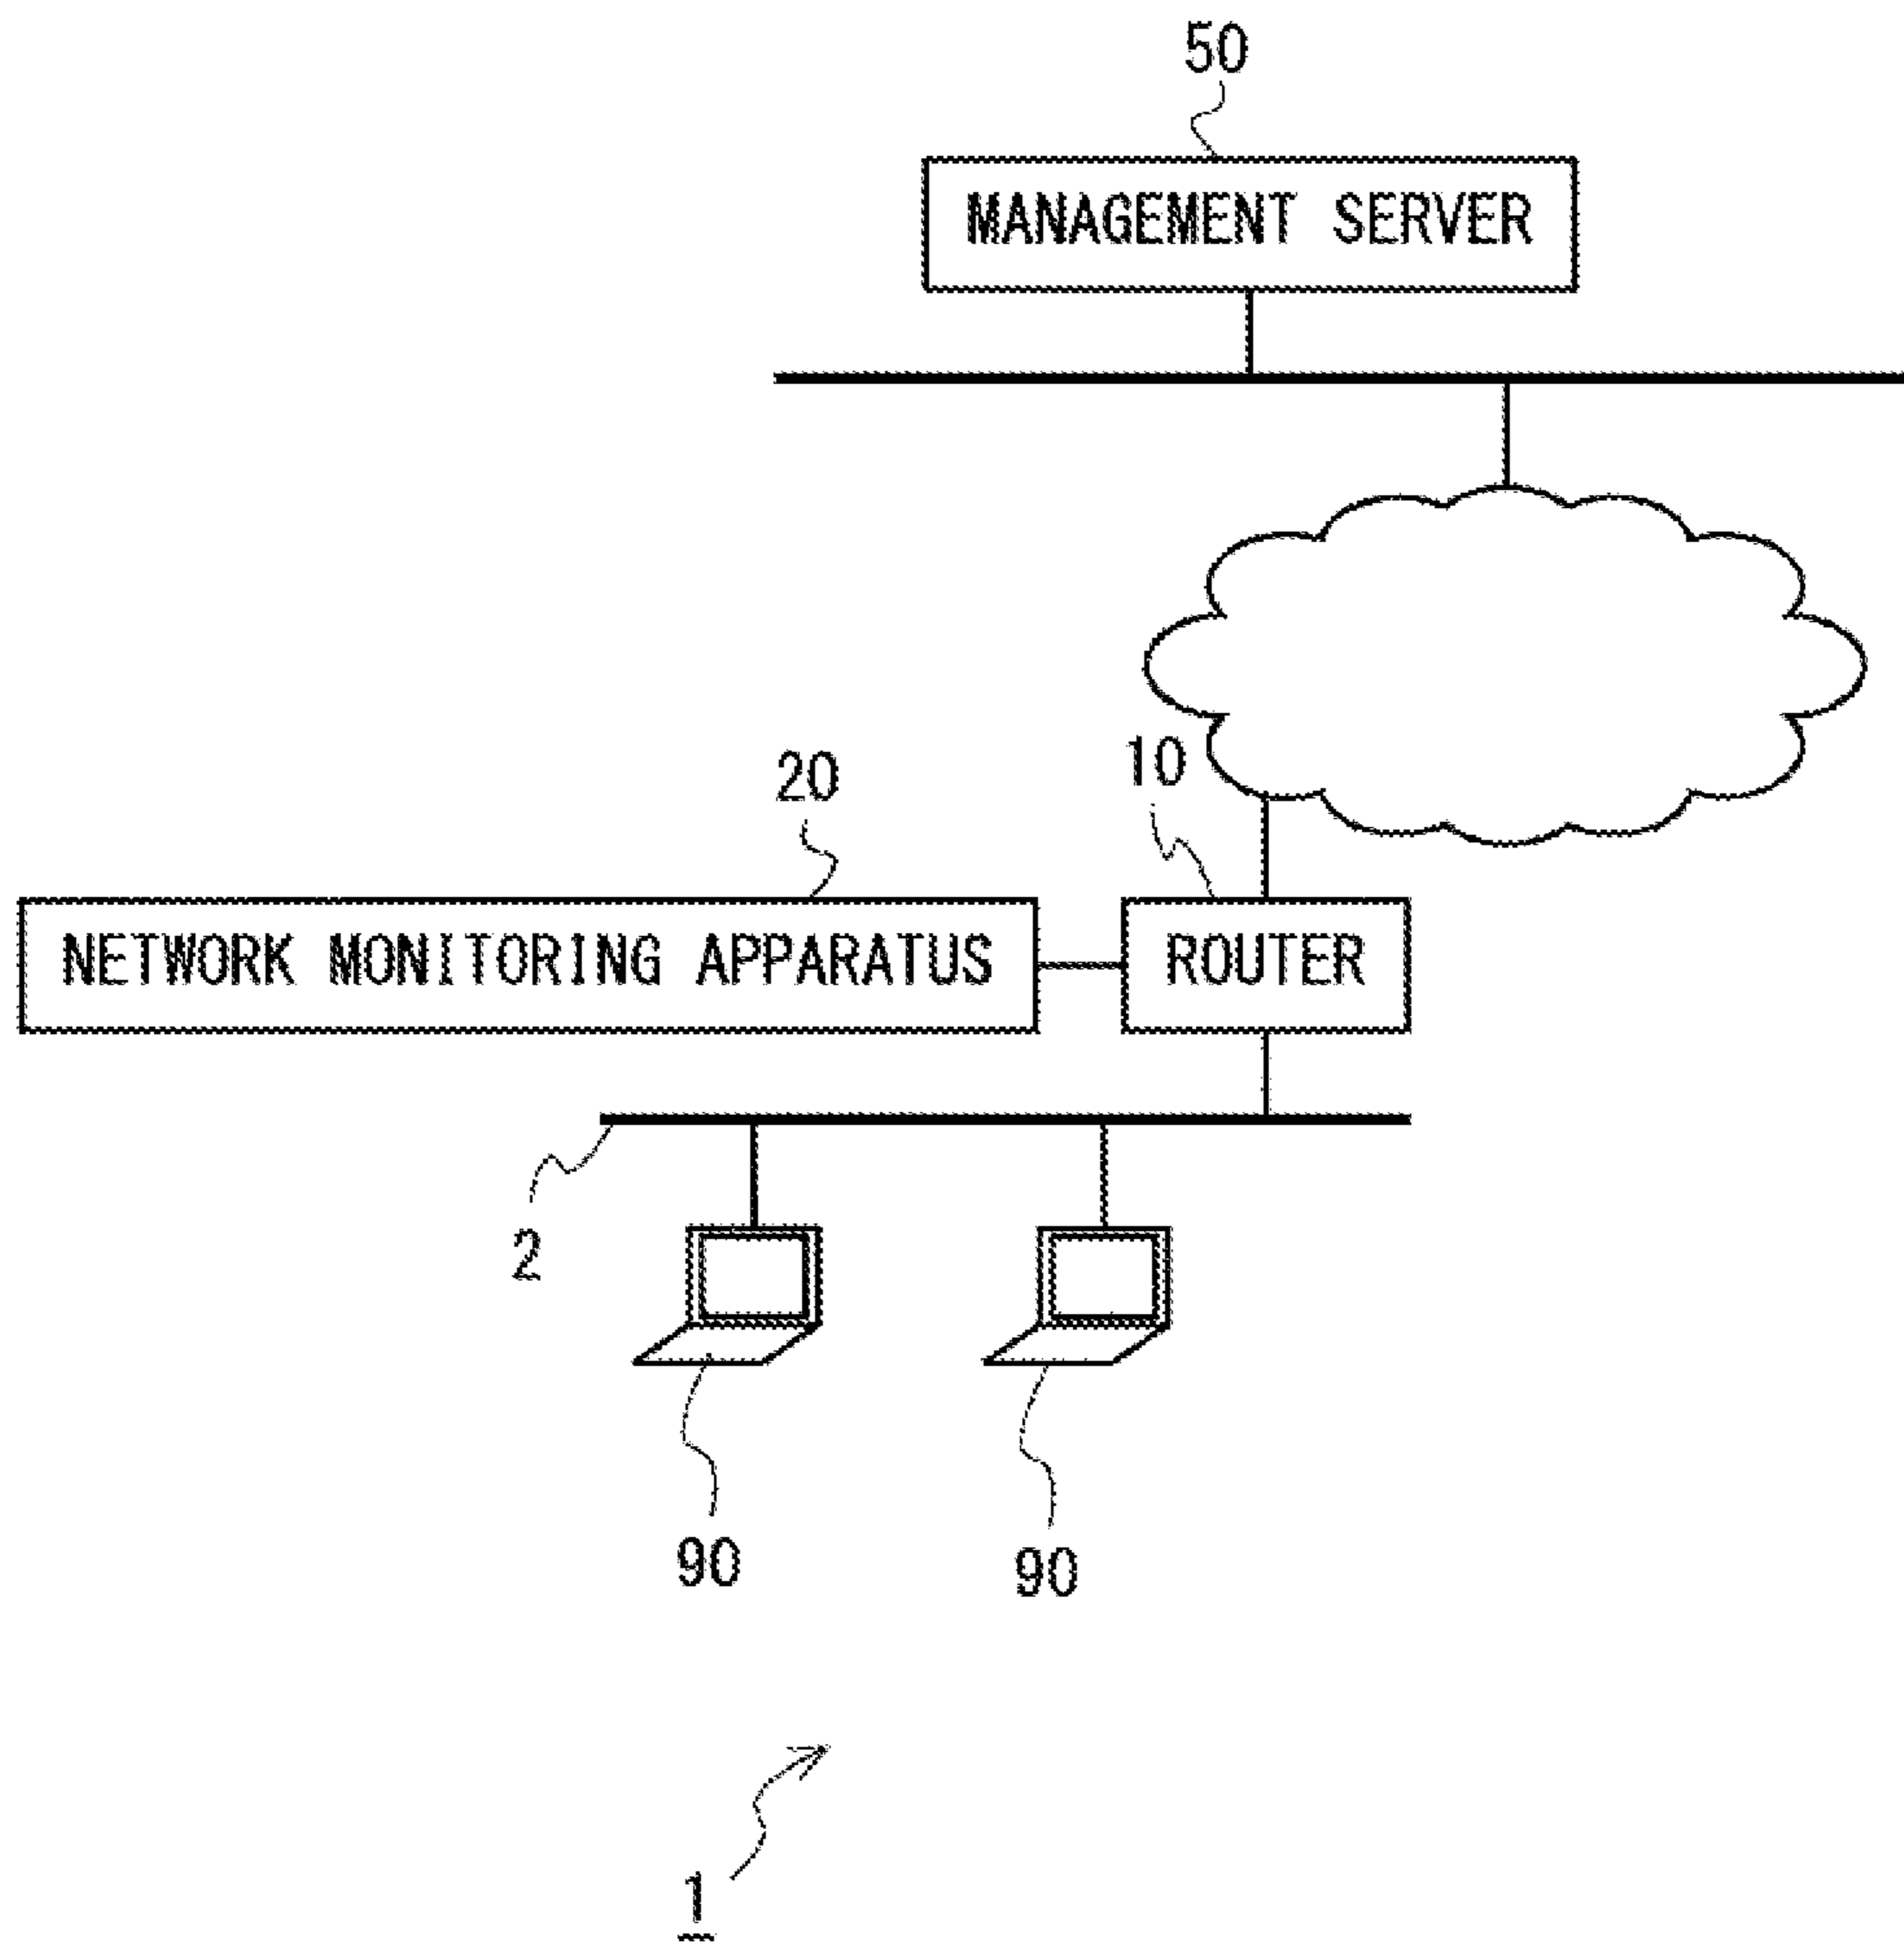 50
MANAGEMENT SERVER
20
10
NETWORK MONITORING APPARATUS
ROUTER
2
90
90
1